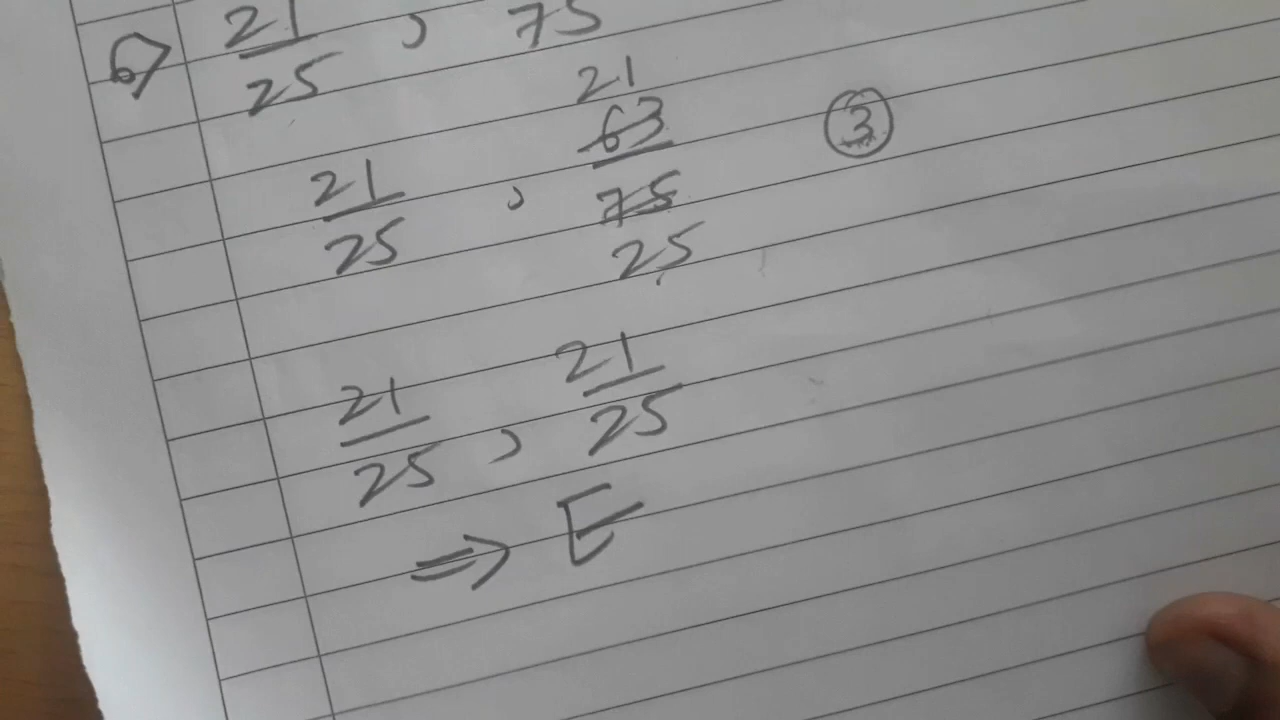 6) 21/25 , 75
21/25 , 63/75 ③
21 25
21/25 , 21/25
⇒ E